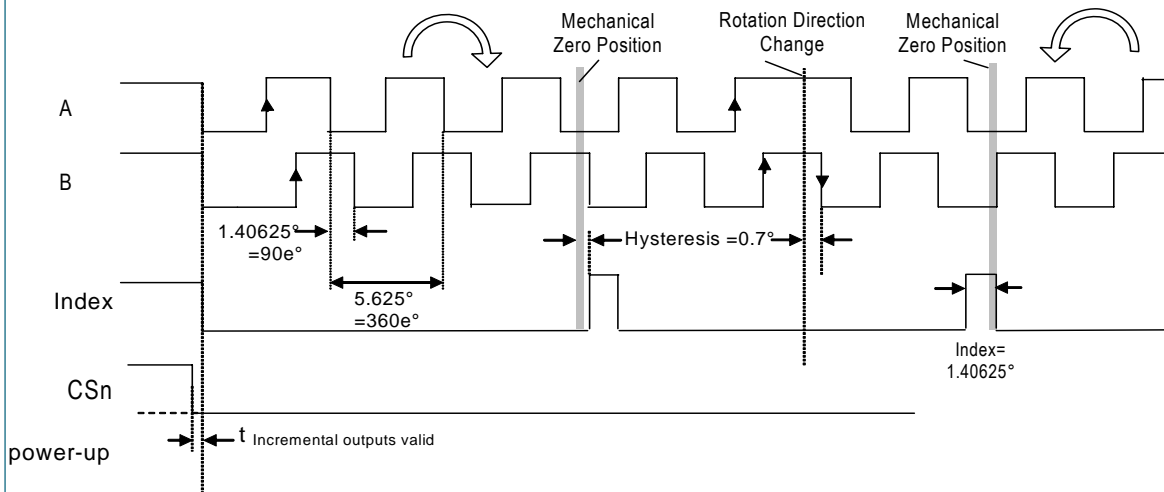 Mechanical
Zero Position
Rotation Direction
Change
Mechanical
Zero Position
A
B
1.40625°
=90e°
Hysteresis =0.7°
Index
5.625°
=360e°
Index=
1.40625°
CSn
t Incremental outputs valid
power-up